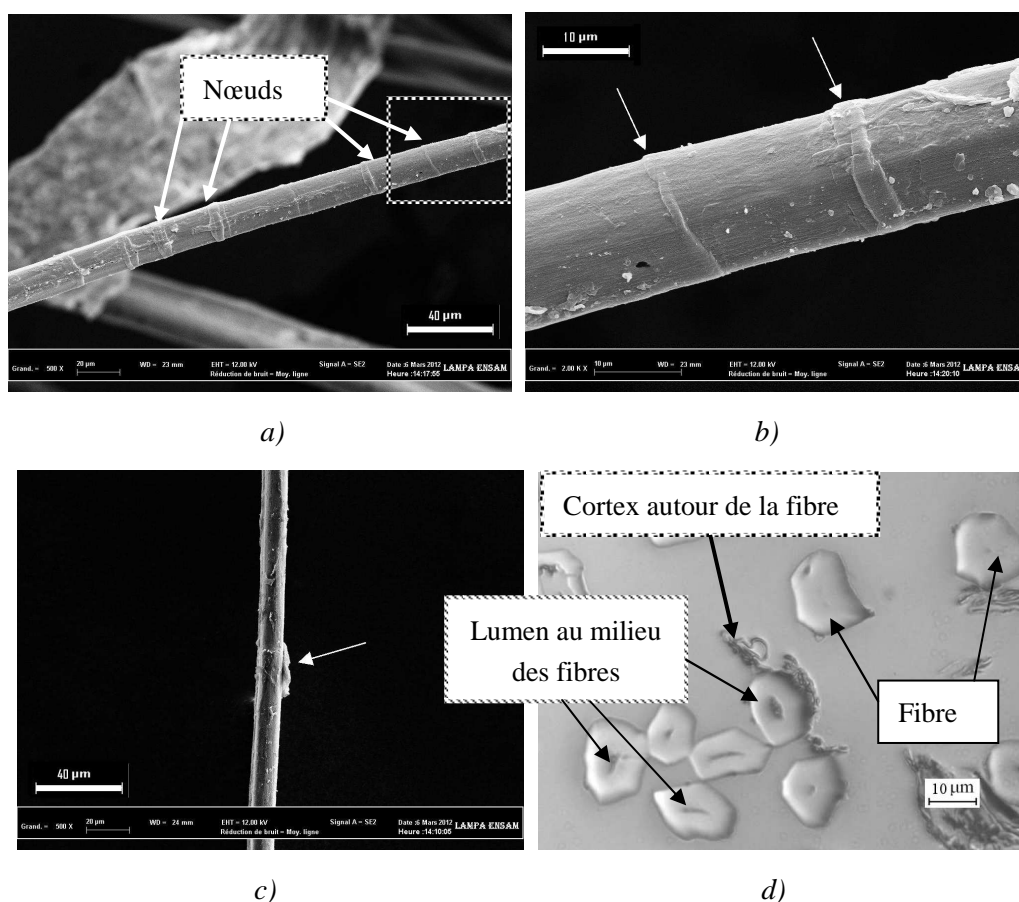 Nœuds
40 µm
Grand. = 500 X 20 µm WD = 23 mm EHT = 12.00 kV Signal A = SE2 Date :6 Mars 2012 LAMPA ENSAM
Réduction de bruit = Moy. ligne Heure :14:17:55
a)
10 µm
Grand. = 2.00 K X 10 µm WD = 23 mm EHT = 12.00 kV Signal A = SE2 Date :6 Mars 2012 LAMPA ENSAM
Réduction de bruit = Moy. ligne Heure :14:20:10
b)
40 µm
Grand. = 500 X 20 µm WD = 24 mm EHT = 12.00 kV Signal A = SE2 Date :6 Mars 2012 LAMPA ENSAM
Réduction de bruit = Moy. ligne Heure :14:10:05
c)
Cortex autour de la fibre
Lumen au milieu
des fibres
Fibre
10 µm
d)